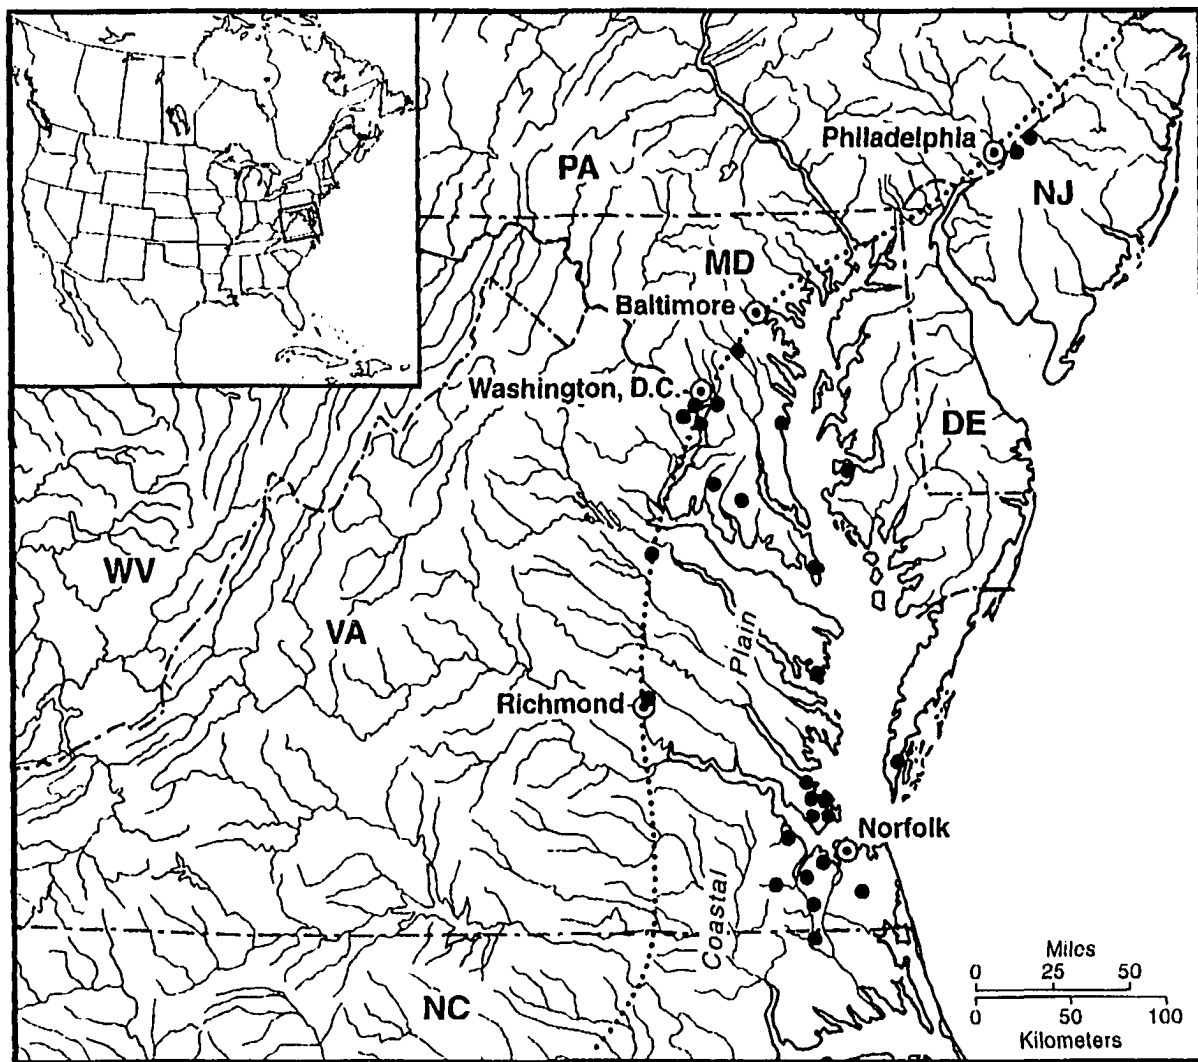 Philadelphia
PA
NJ
MD
Baltimore
Washington, D.C.
DE
WV
VA
Plain
Richmond
Norfolk
Coastal
NC
Miles
0 25 50
0 50 100
Kilometers